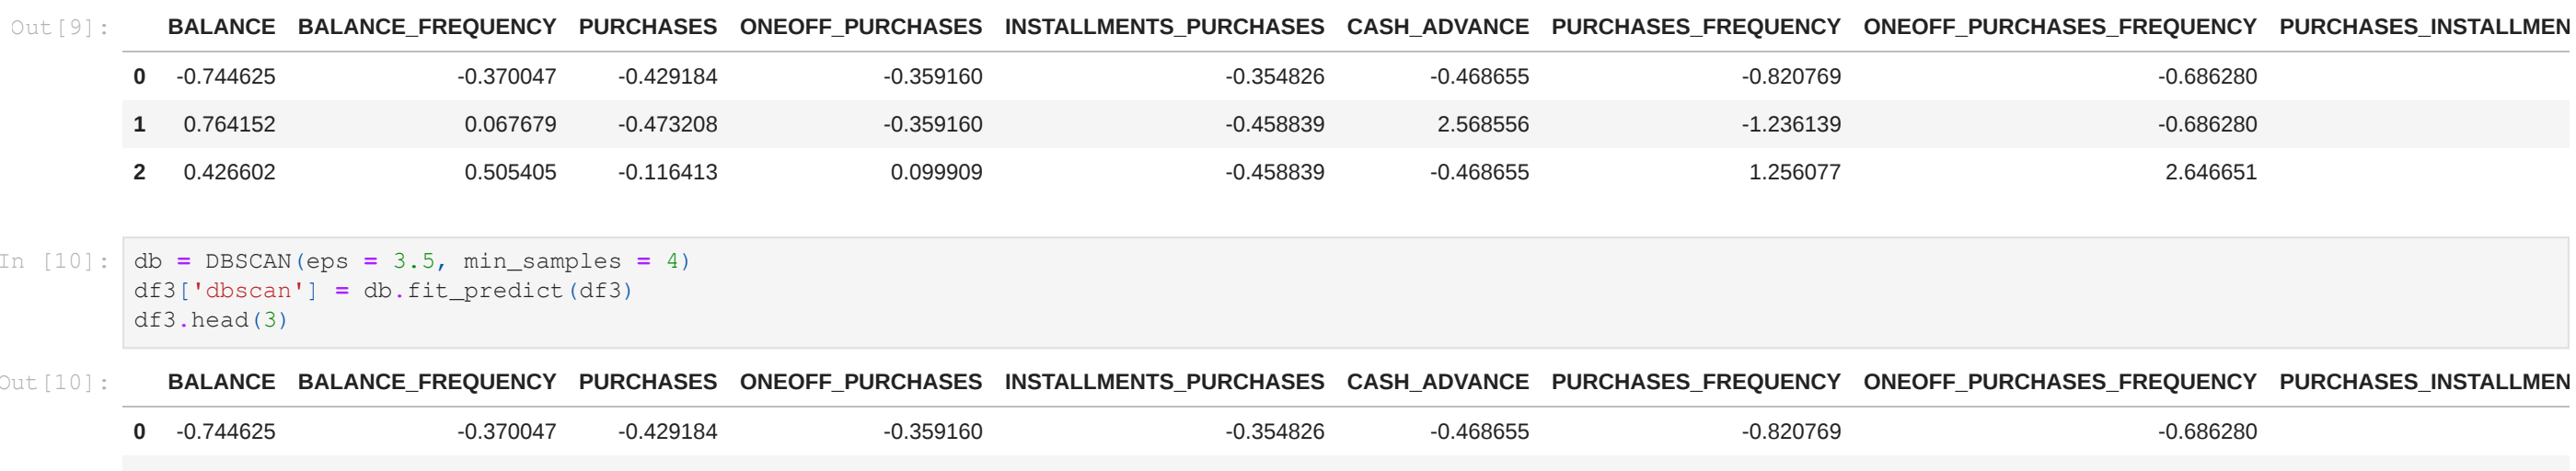 Out[9]: BALANCE BALANCE_FREQUENCY PURCHASES ONEOFF_PURCHASES INSTALLMENTS_PURCHASES CASH_ADVANCE PURCHASES_FREQUENCY ONEOFF_PURCHASES_FREQUENCY PURCHASES_INSTALLMEN
0 -0.744625 -0.370047 -0.429184 -0.359160 -0.354826 -0.468655 -0.820769 -0.686280
1 0.764152 0.067679 -0.473208 -0.359160 -0.458839 2.568556 -1.236139 -0.686280
2 0.426602 0.505405 -0.116413 0.099909 -0.458839 -0.468655 1.256077 2.646651
In [10]: db = DBSCAN(eps = 3.5, min_samples = 4)
df3['dbscan'] = db.fit_predict(df3)
df3.head(3)
Out[10]: BALANCE BALANCE_FREQUENCY PURCHASES ONEOFF_PURCHASES INSTALLMENTS_PURCHASES CASH_ADVANCE PURCHASES_FREQUENCY ONEOFF_PURCHASES_FREQUENCY PURCHASES_INSTALLMEN
0 -0.744625 -0.370047 -0.429184 -0.359160 -0.354826 -0.468655 -0.820769 -0.686280